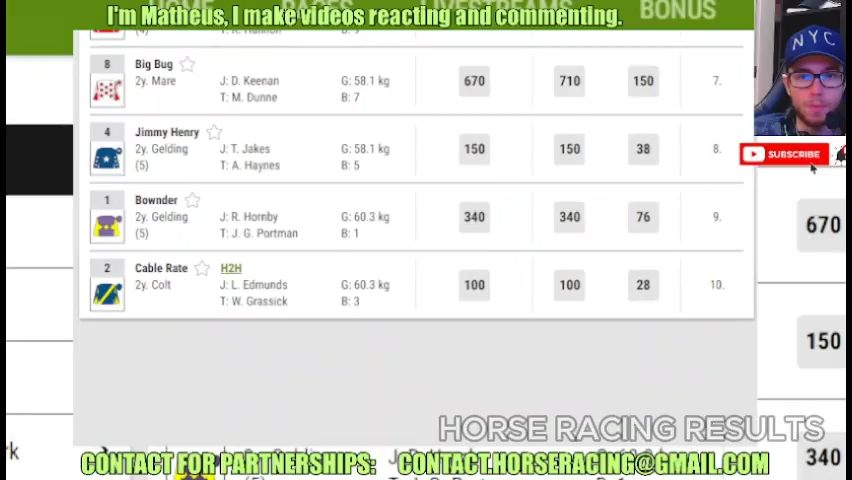 I'm Matheus, I make videos reacting and commenting.
HOME RACES LIVESTREAMS BONUS
8 Big Bug
2y. Mare J: D. Keenan G: 58.1 kg 670 710 150 7.
T: M. Dunne B: 7
4 Jimmy Henry
2y. Gelding J: T. Jakes G: 58.1 kg 150 150 38 8.
(5) T: A. Haynes B: 5
1 Bownder
2y. Gelding J: R. Hornby G: 60.3 kg 340 340 76 9.
(5) T: J. G. Portman B: 1
2 Cable Rate H2H
2y. Colt J: L. Edmunds G: 60.3 kg 100 100 28 10.
T: W. Grassick B: 3
NYC
SUBSCRIBE
670
150
340
HORSE RACING RESULTS
CONTACT FOR PARTNERSHIPS: CONTACT.HORSERACING@GMAIL.COM